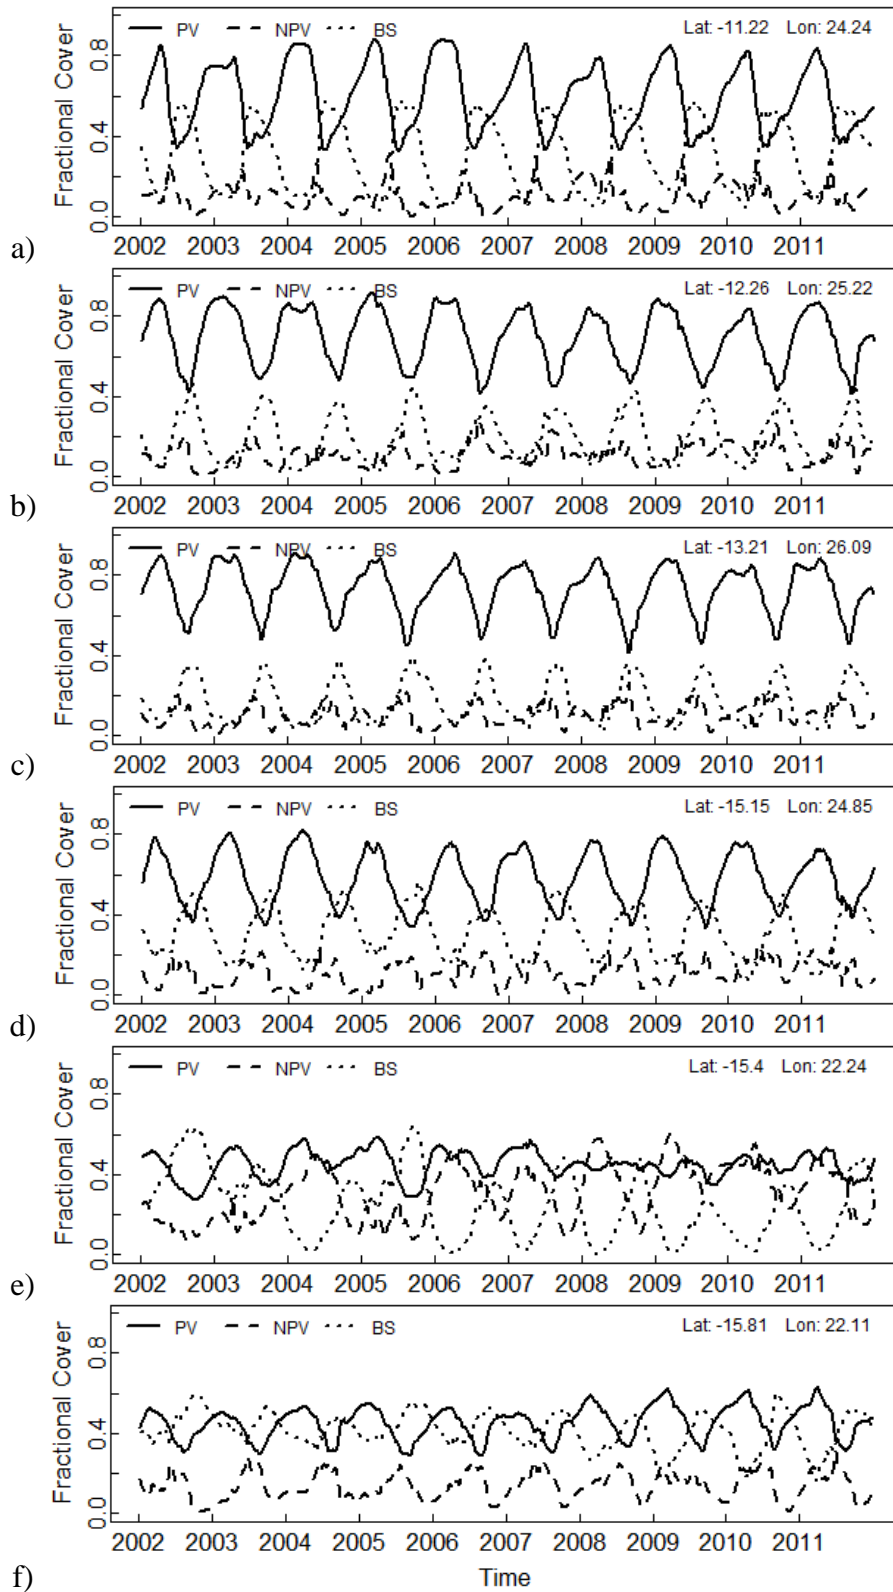 PV NPV BS Lat: -11.22 Lon: 24.24
Fractional Cover
0.0 0.4 0.8
2002 2003 2004 2005 2006 2007 2008 2009 2010 2011
a)
PV NPV BS Lat: -12.26 Lon: 25.22
Fractional Cover
0.0 0.4 0.8
2002 2003 2004 2005 2006 2007 2008 2009 2010 2011
b)
PV NPV BS Lat: -13.21 Lon: 26.09
Fractional Cover
0.0 0.4 0.8
2002 2003 2004 2005 2006 2007 2008 2009 2010 2011
c)
PV NPV BS Lat: -15.15 Lon: 24.85
Fractional Cover
0.0 0.4 0.8
2002 2003 2004 2005 2006 2007 2008 2009 2010 2011
d)
PV NPV BS Lat: -15.4 Lon: 22.24
Fractional Cover
0.0 0.4 0.8
2002 2003 2004 2005 2006 2007 2008 2009 2010 2011
e)
PV NPV BS Lat: -15.81 Lon: 22.11
Fractional Cover
0.0 0.4 0.8
2002 2003 2004 2005 2006 2007 2008 2009 2010 2011
f)
Time